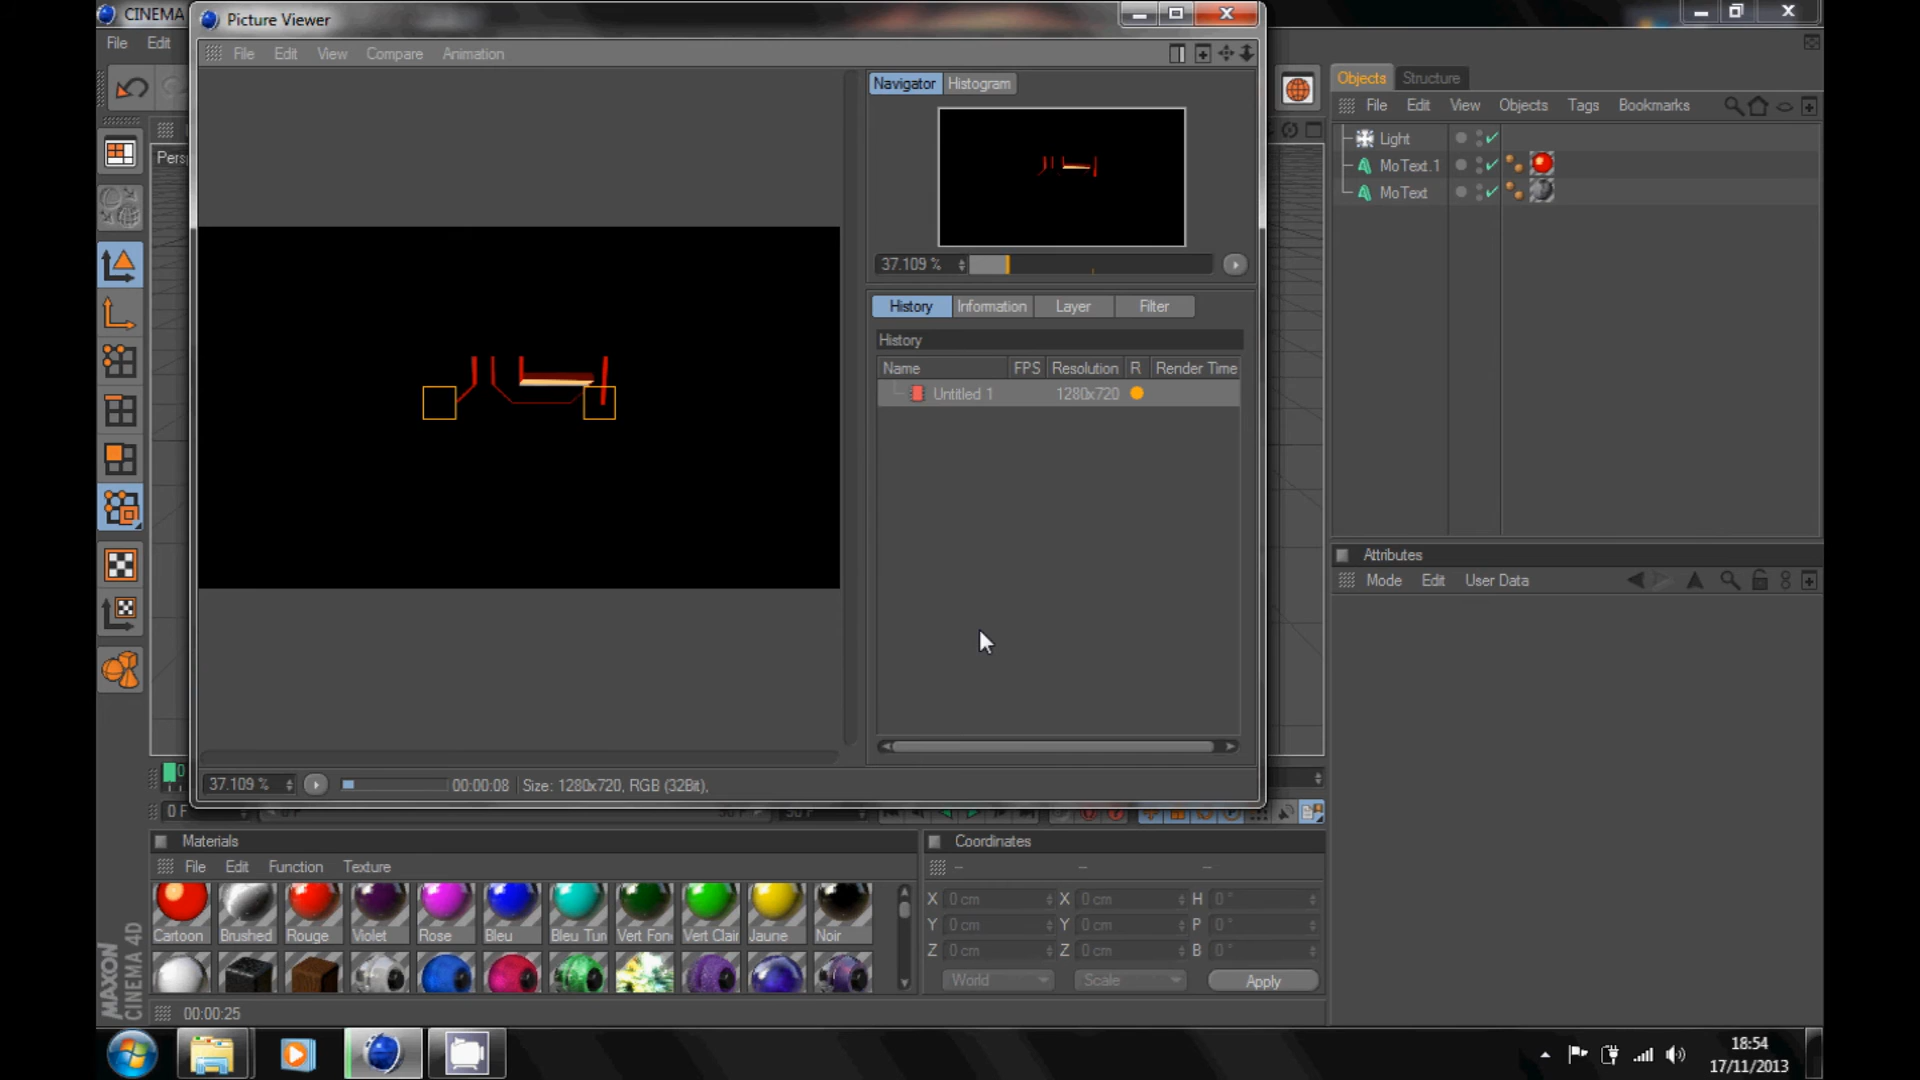 CINEMA
Picture Viewer
File Edit
File Edit View Compare Animation
Navigator Histogram
37.109 %
History Information Layer Filter
History
Name FPS Resolution R Render Time
Untitled 1 1280x720
37.109 % 00:00:08 Size: 1280x720, RGB (32Bit),
Objects Structure
File Edit View Objects Tags Bookmarks
Light
MoText.1
MoText
Attributes
Mode Edit User Data
Pers
0
0 F
Materials
File Edit Function Texture
Cartoon Brushed Rouge Violet Rose Bleu Bleu Tur Vert Fon Vert Clair Jaune Noir
Coordinates
-- -- --
X 0 cm X 0 cm H 0 °
Y 0 cm Y 0 cm P 0 °
Z 0 cm Z 0 cm B 0 °
World Scale Apply
MAXON
CINEMA 4D
00:00:25
18:54
17/11/2013